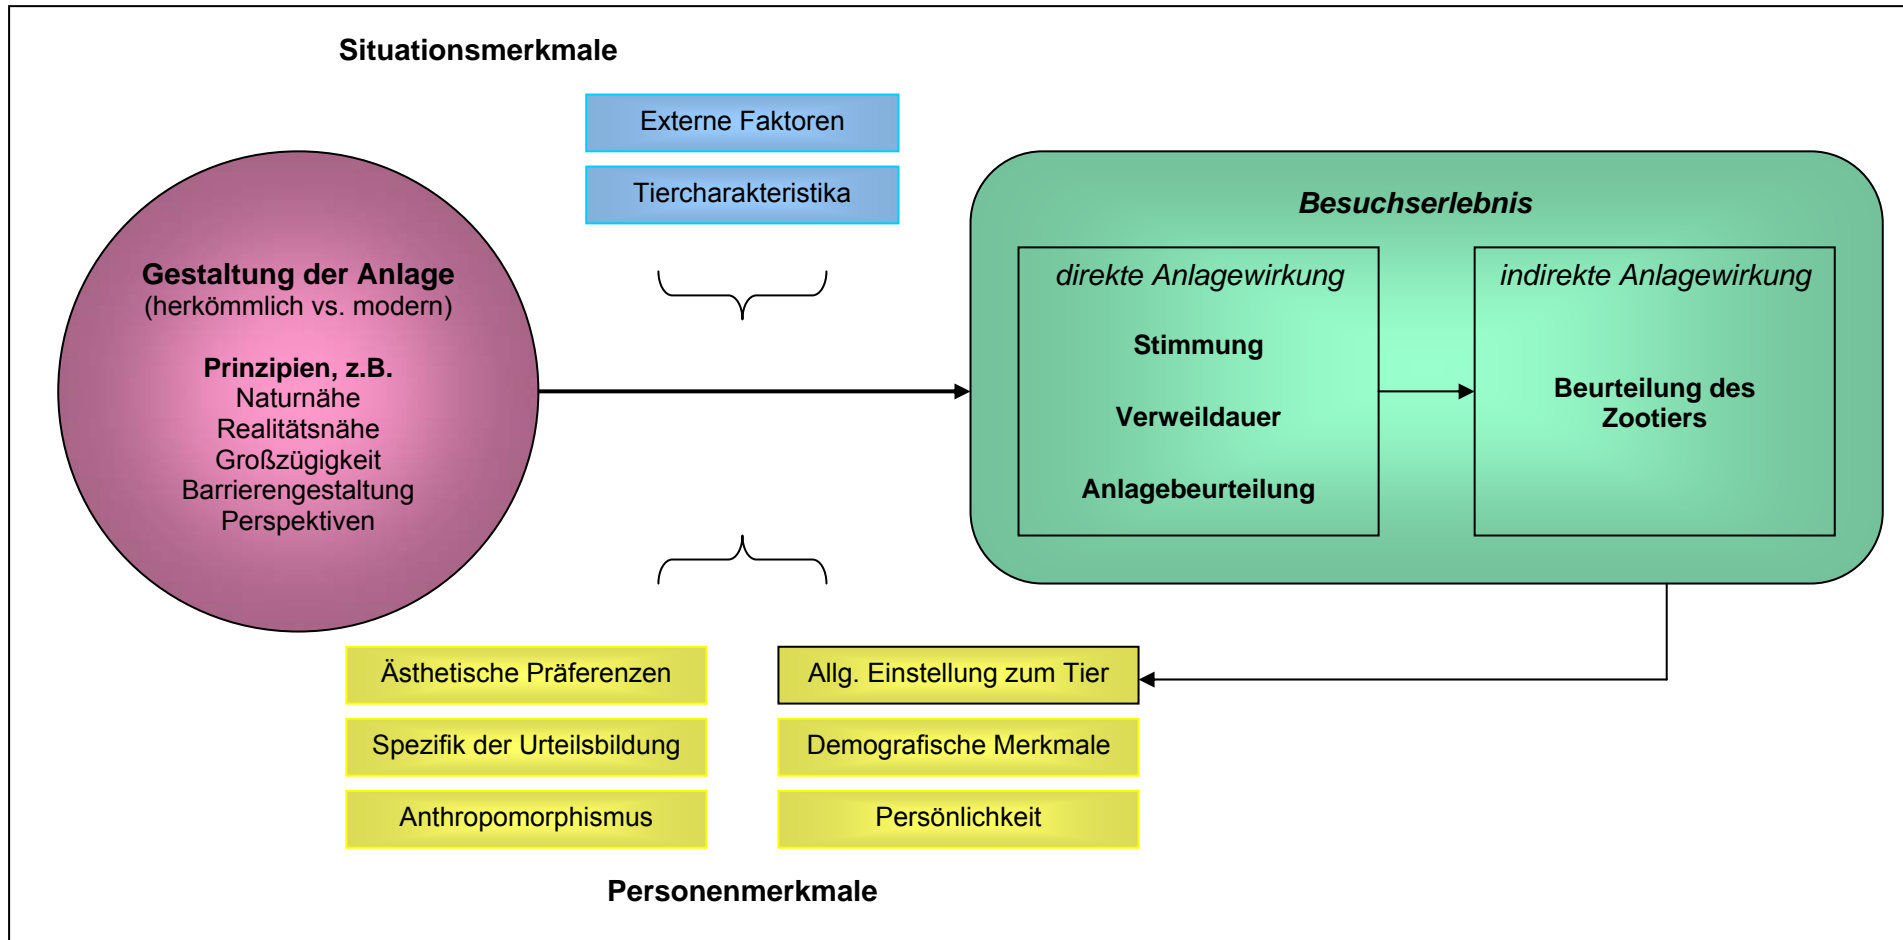 Situationsmerkmale
Externe Faktoren
Tiercharakteristika
Gestaltung der Anlage
(herkömmlich vs. modern)
Prinzipien, z.B.
Naturnähe
Realitätsnähe
Großzügigkeit
Barrierengestaltung
Perspektiven
Besuchserlebnis
direkte Anlagewirkung
Stimmung
Verweildauer
Anlagebeurteilung
indirekte Anlagewirkung
Beurteilung des
Zootiers
Ästhetische Präferenzen
Allg. Einstellung zum Tier
Spezifik der Urteilsbildung
Demografische Merkmale
Anthropomorphismus
Persönlichkeit
Personenmerkmale